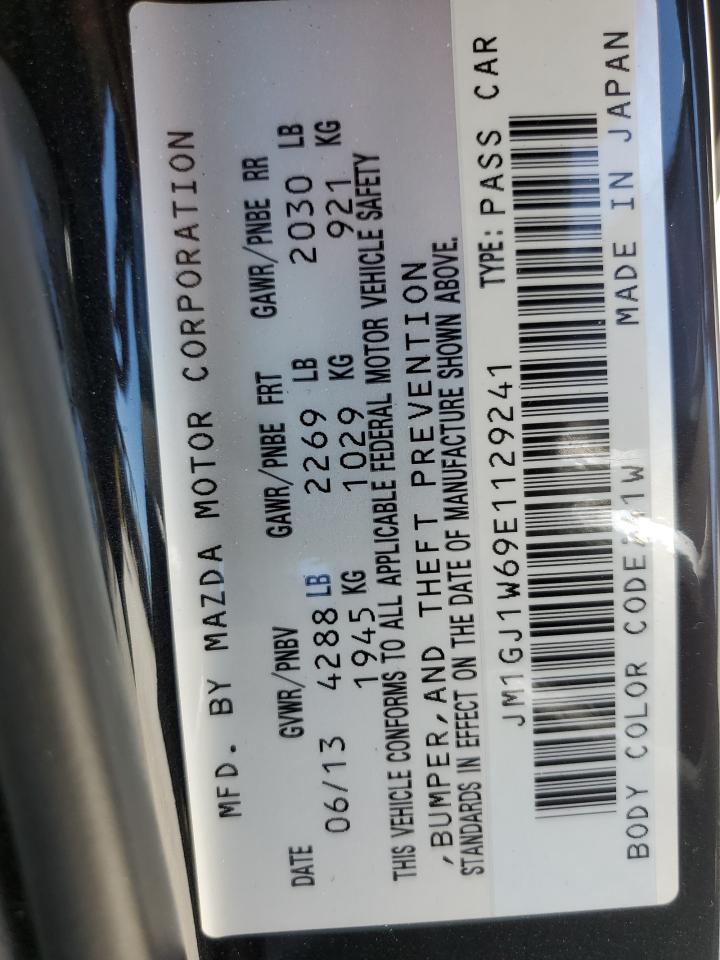 MFD. BY MAZDA MOTOR CORPORATION
DATE GVWR/PNBV GAWR/PNBE FRT GAWR/PNBE RR
06/13 4288 LB 2269 LB 2030 LB
1945 KG 1029 KG 921 KG
THIS VEHICLE CONFORMS TO ALL APPLICABLE FEDERAL MOTOR VEHICLE SAFETY
,BUMPER,AND THEFT PREVENTION
STANDARDS IN EFFECT ON THE DATE OF MANUFACTURE SHOWN ABOVE.
JM1GJ1W69E1129241 TYPE: PASS CAR
BODY COLOR CODE MADE IN JAPAN